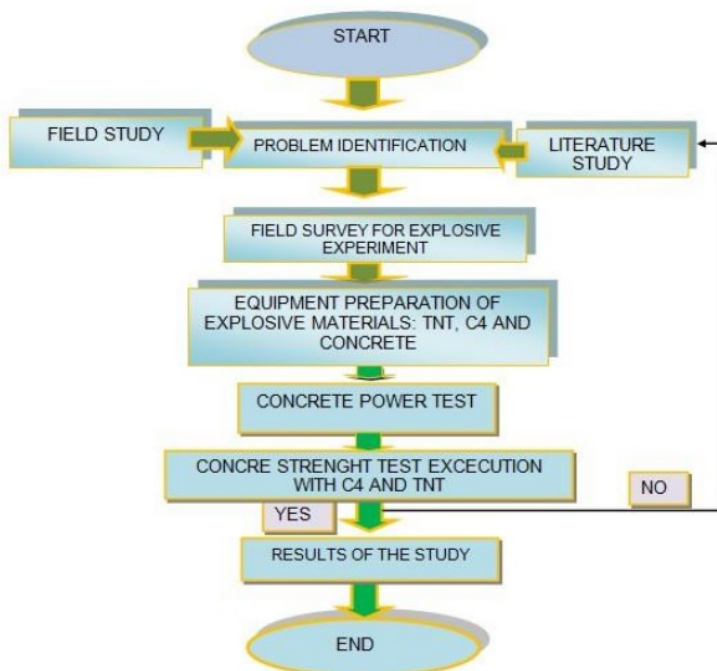 START
FIELD STUDY
PROBLEM IDENTIFICATION
LITERATURE
STUDY
FIELD SURVEY FOR EXPLOSIVE
EXPERIMENT
EQUIPMENT PREPARATION OF
EXPLOSIVE MATERIALS: TNT, C4 AND
CONCRETE
CONCRETE POWER TEST
CONCRE STRENGHT TEST EXCECUTION
WITH C4 AND TNT
NO
YES
RESULTS OF THE STUDY
END